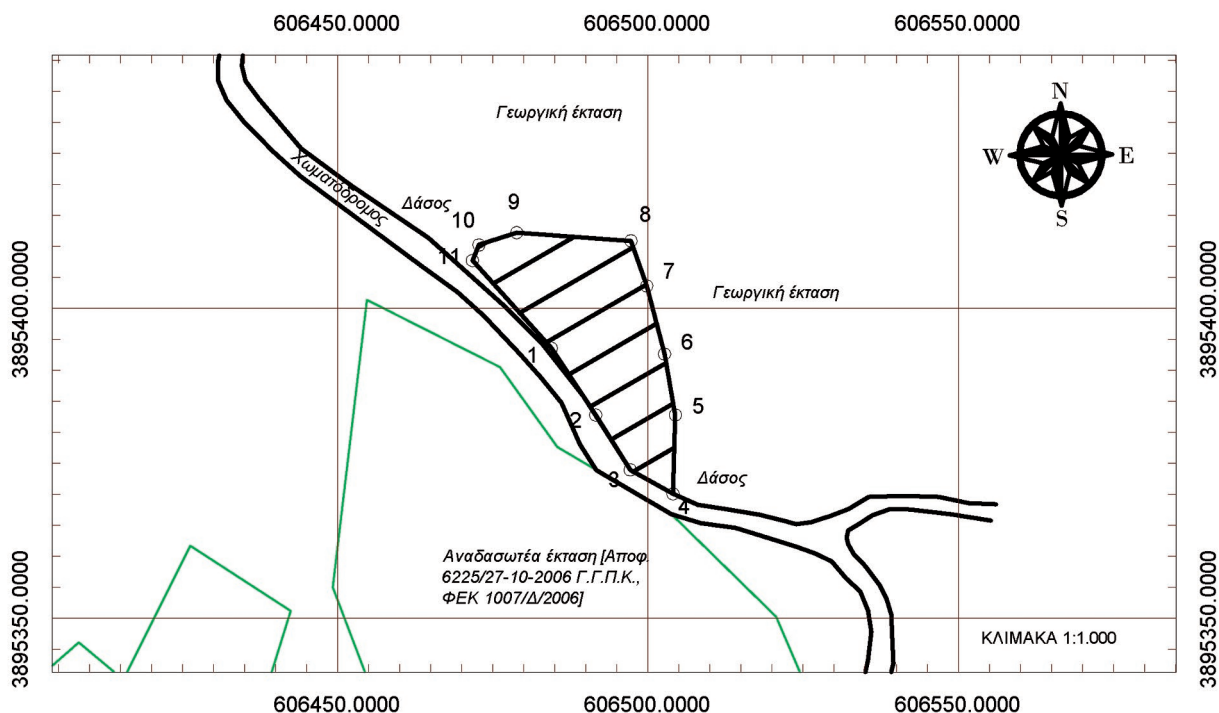 606450.0000 606500.0000 606550.0000
N
W E
S
Γεωργική έκταση
Χωματόδρομος
Δάσος
9
8
10
11
7
Γεωργική έκταση
3895400.0000 3895400.0000
1
6
5
2
3
Δάσος
4
Αναδασωτέα έκταση [Αποφ.
6225/27-10-2006 Γ.Γ.Π.Κ.,
ΦΕΚ 1007/Δ/2006]
ΚΛΙΜΑΚΑ 1:1.000
3895350.0000 3895350.0000
606450.0000 606500.0000 606550.0000